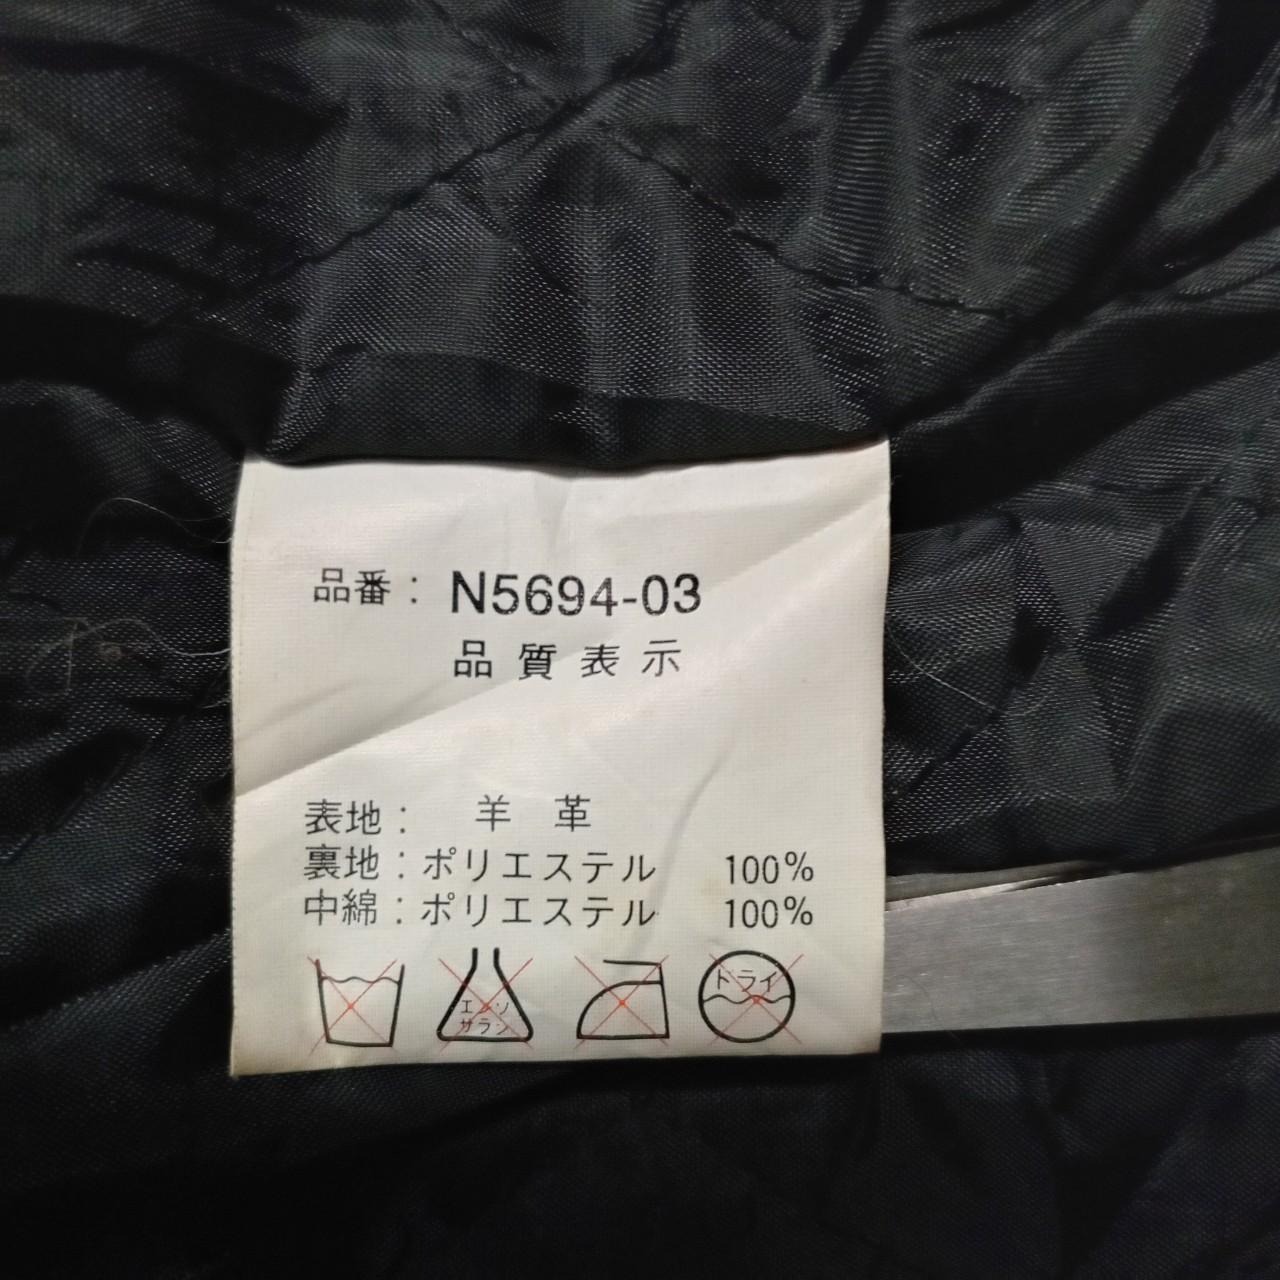 品番：N5694-03
品質表示
表地：羊革
裏地：ポリエステル 100%
中綿：ポリエステル 100%
エンソ
サラシ
ドライ